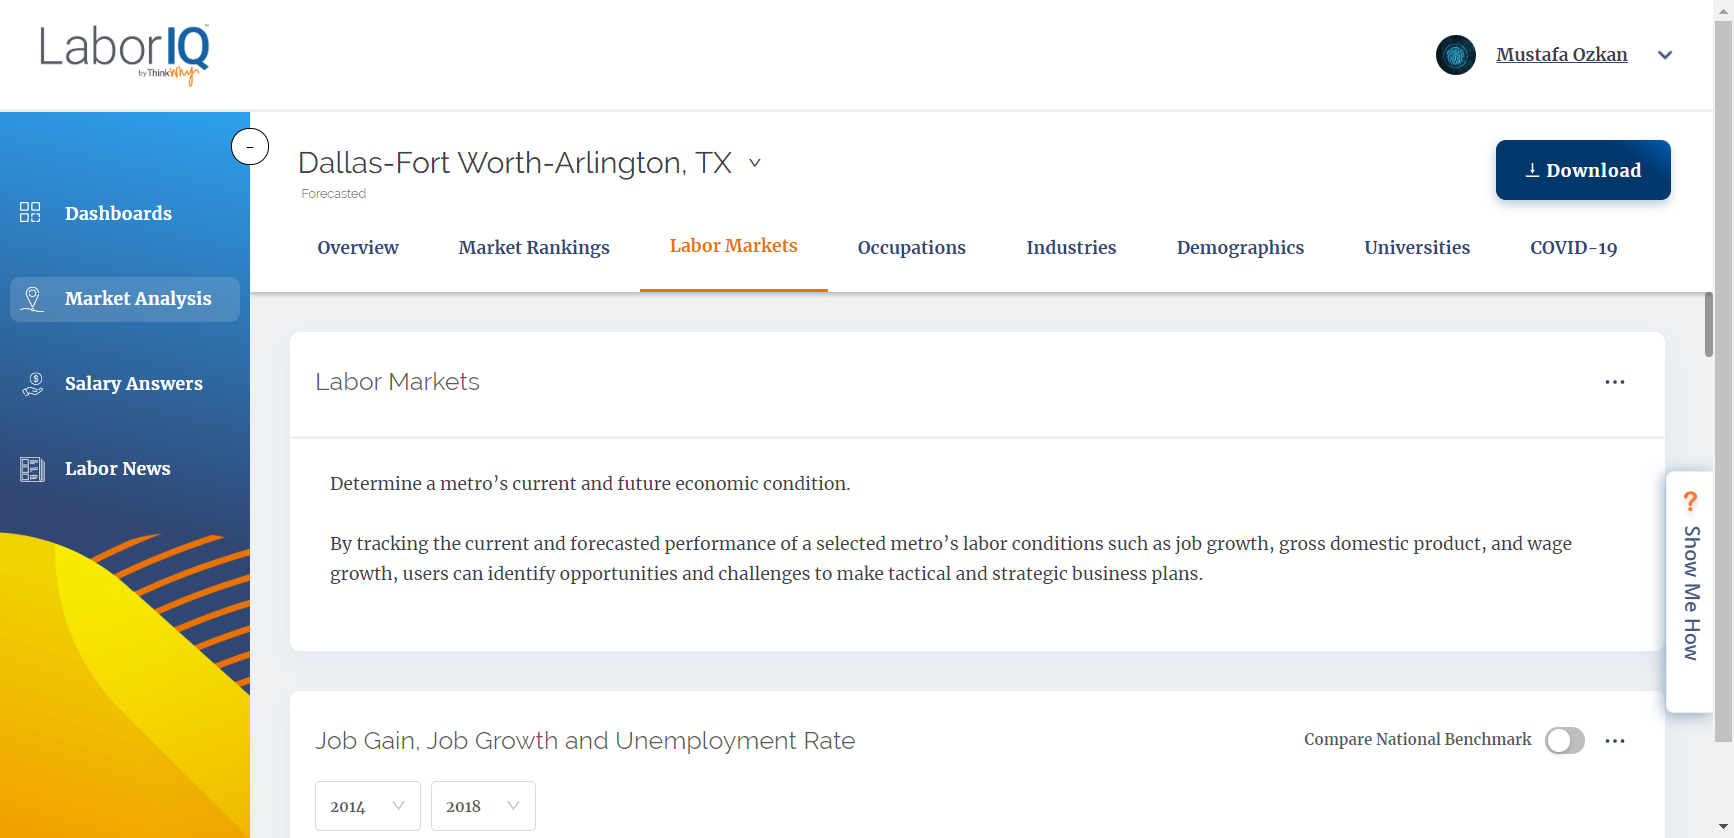 LaborIQ
by ThinkWhy
Mustafa Ozkan
Dashboards
Market Analysis
Salary Answers
Labor News
Dallas-Fort Worth-Arlington, TX
Forecasted
Download
Overview Market Rankings Labor Markets Occupations Industries Demographics Universities COVID-19
Labor Markets
Determine a metro’s current and future economic condition.
By tracking the current and forecasted performance of a selected metro’s labor conditions such as job growth, gross domestic product, and wage
growth, users can identify opportunities and challenges to make tactical and strategic business plans.
? Show Me How
Job Gain, Job Growth and Unemployment Rate
Compare National Benchmark
2014 2018